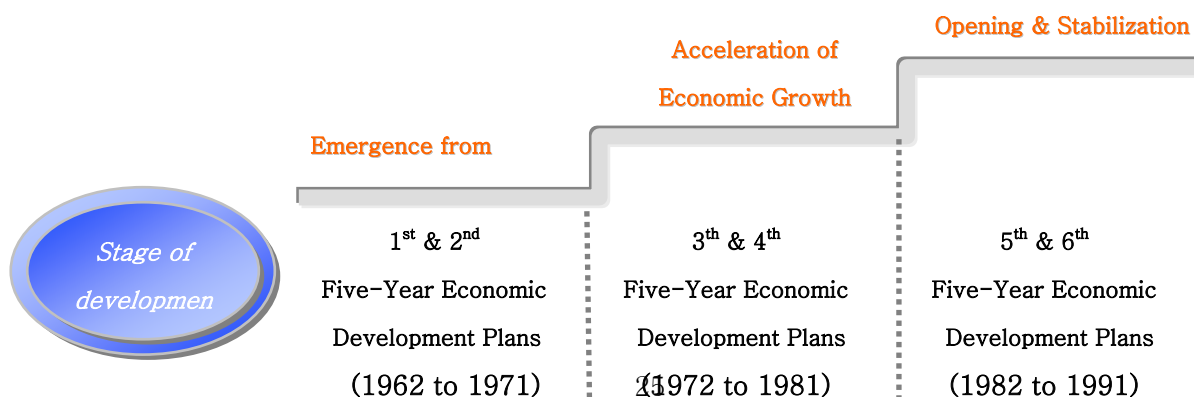 Opening & Stabilization
Acceleration of
Economic Growth
Emergence from
Stage of
developmen
1st & 2nd
Five-Year Economic
Development Plans
(1962 to 1971)
3th & 4th
Five-Year Economic
Development Plans
(1972 to 1981)
5th & 6th
Five-Year Economic
Development Plans
(1982 to 1991)
25